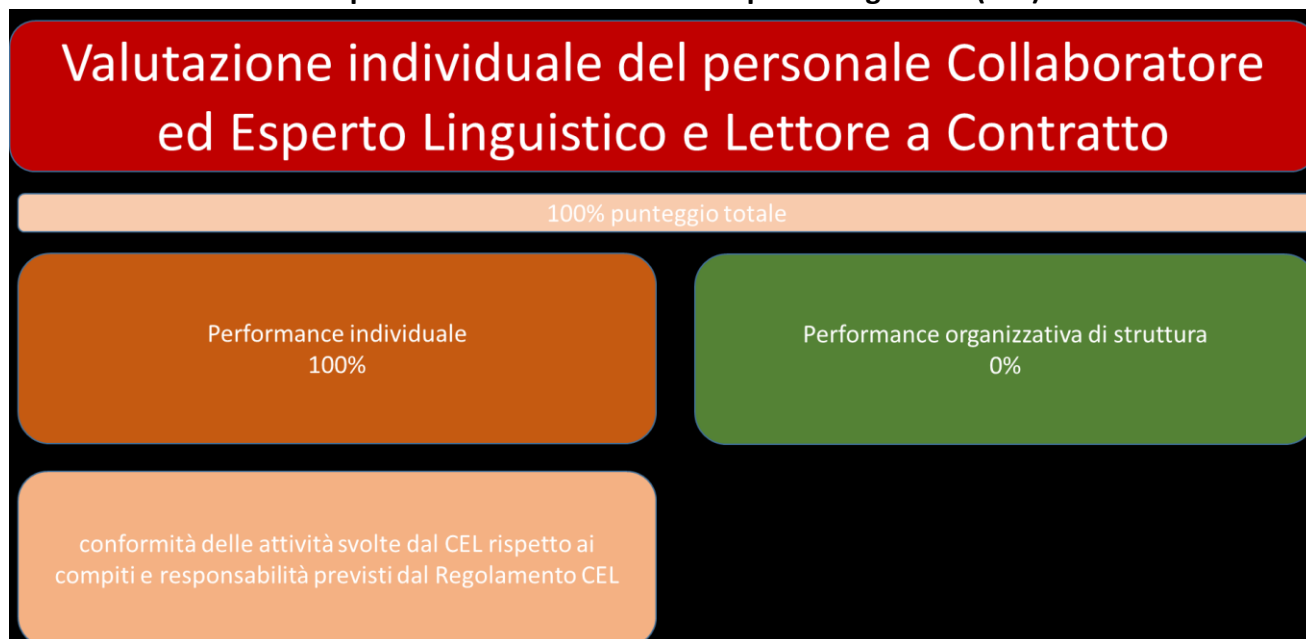 Valutazione individuale del personale Collaboratore
ed Esperto Linguistico e Lettore a Contratto
100% punteggio totale
Performance individuale
100%
Performance organizzativa di struttura
0%
conformità delle attività svolte dal CEL rispetto ai
compiti e responsabilità previsti dal Regolamento CEL